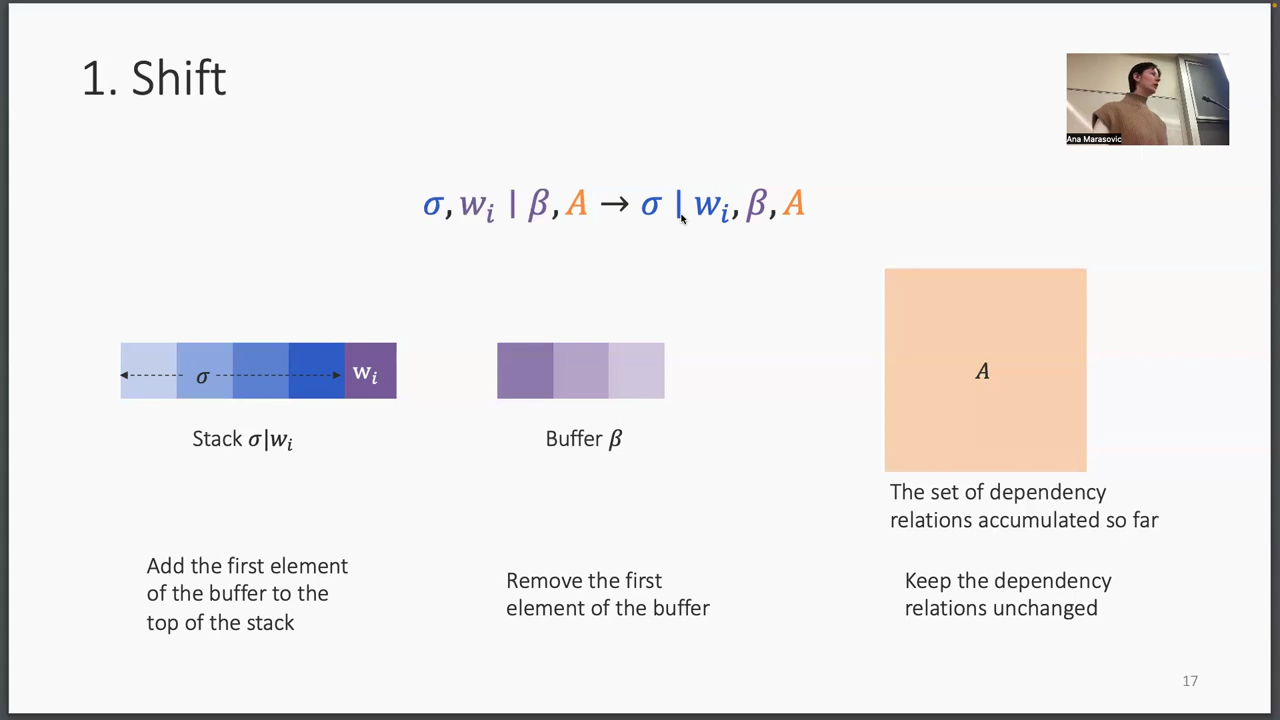 1. Shift
Ana Marasovic
σ, wᵢ | β, A → σ | wᵢ, β, A
σ
wᵢ
A
Stack σ|wᵢ
Buffer β
The set of dependency
relations accumulated so far
Add the first element
of the buffer to the
top of the stack
Remove the first
element of the buffer
Keep the dependency
relations unchanged
17